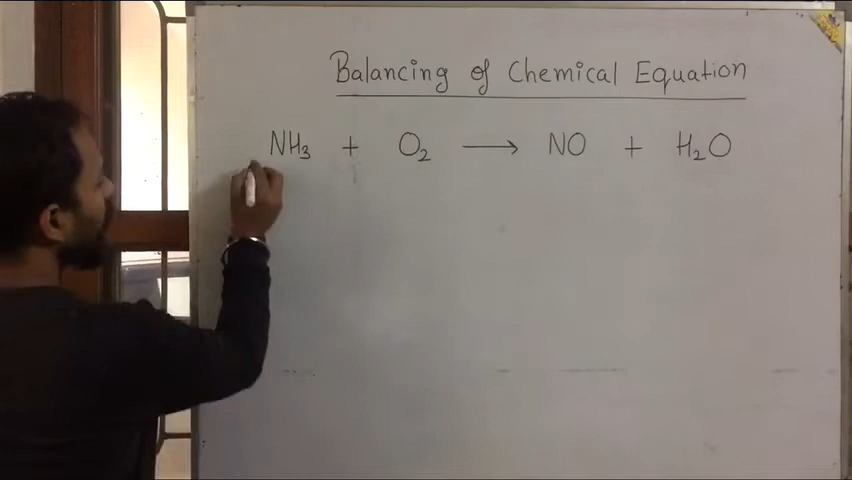 Balancing of Chemical Equation
NH₃ + O₂ ⟶ NO + H₂O